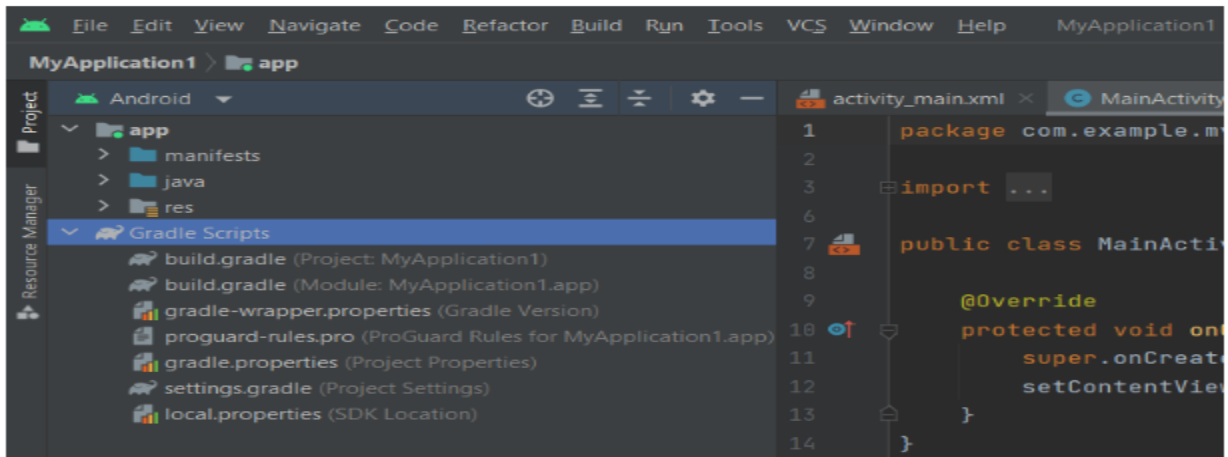 File Edit View Navigate Code Refactor Build Run Tools VCS Window Help MyApplication1
MyApplication1 app
Project
Resource Manager
Android
app
manifests
java
res
Gradle Scripts
build.gradle (Project: MyApplication1)
build.gradle (Module: MyApplication1.app)
gradle-wrapper.properties (Gradle Version)
proguard-rules.pro (ProGuard Rules for MyApplication1.app)
gradle.properties (Project Properties)
settings.gradle (Project Settings)
local.properties (SDK Location)
activity_main.xml MainActivity
1 package com.example.m
2
3 import ...
6
7 public class MainActi
8
9 @Override
10 protected void on
11 super.onCreat
12 setContentVie
13 }
14 }